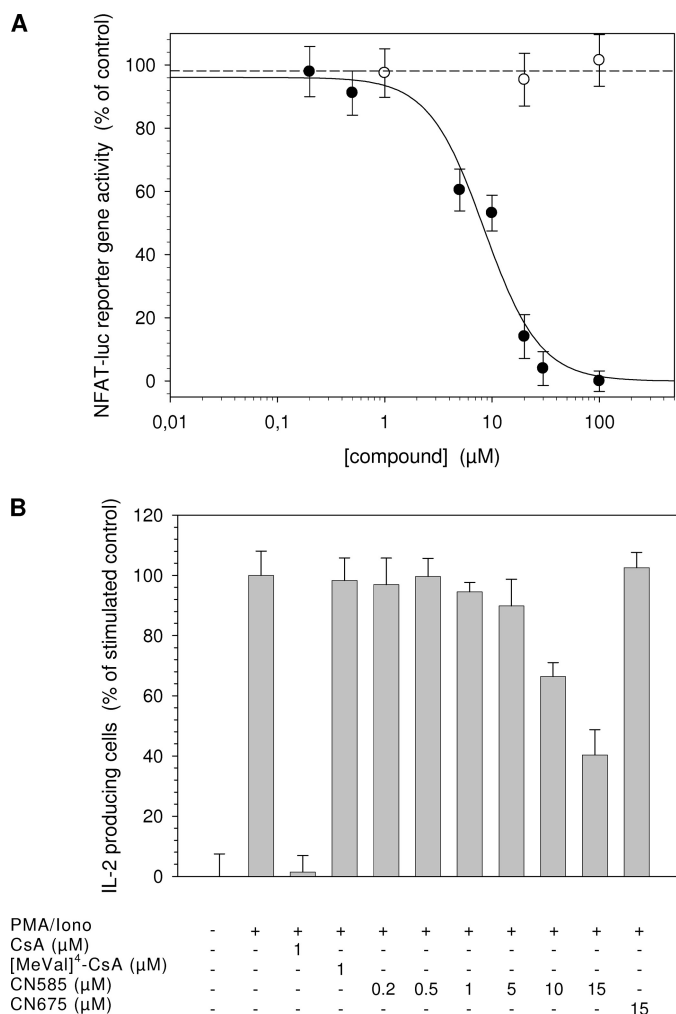 A
NFAT-luc reporter gene activity (% of control)
100
80
60
40
20
0
0,01 0,1 1 10 100
[compound] (µM)
B
IL-2 producing cells (% of stimulated control)
120
100
80
60
40
20
0
PMA/Iono - + + + + + + + + + +
CsA (µM) - - 1 - - - - - - - -
[MeVal]⁴-CsA (µM) - - - 1 - - - - - - -
CN585 (µM) - - - - 0.2 0.5 1 5 10 15 -
CN675 (µM) - - - - - - - - - - 15